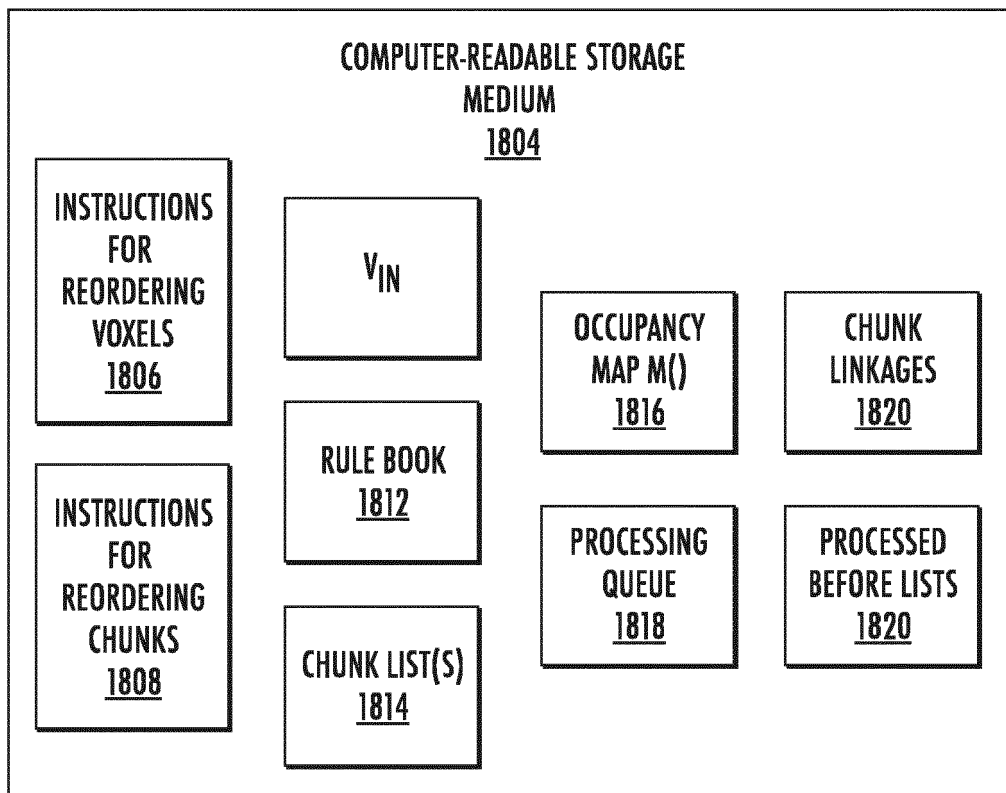 COMPUTER-READABLE STORAGE
MEDIUM
1804
INSTRUCTIONS
FOR
REORDERING
VOXELS
1806
INSTRUCTIONS
FOR
REORDERING
CHUNKS
1808
VIN
RULE BOOK
1812
CHUNK LIST(S)
1814
OCCUPANCY
MAP M()
1816
PROCESSING
QUEUE
1818
CHUNK
LINKAGES
1820
PROCESSED
BEFORE LISTS
1820